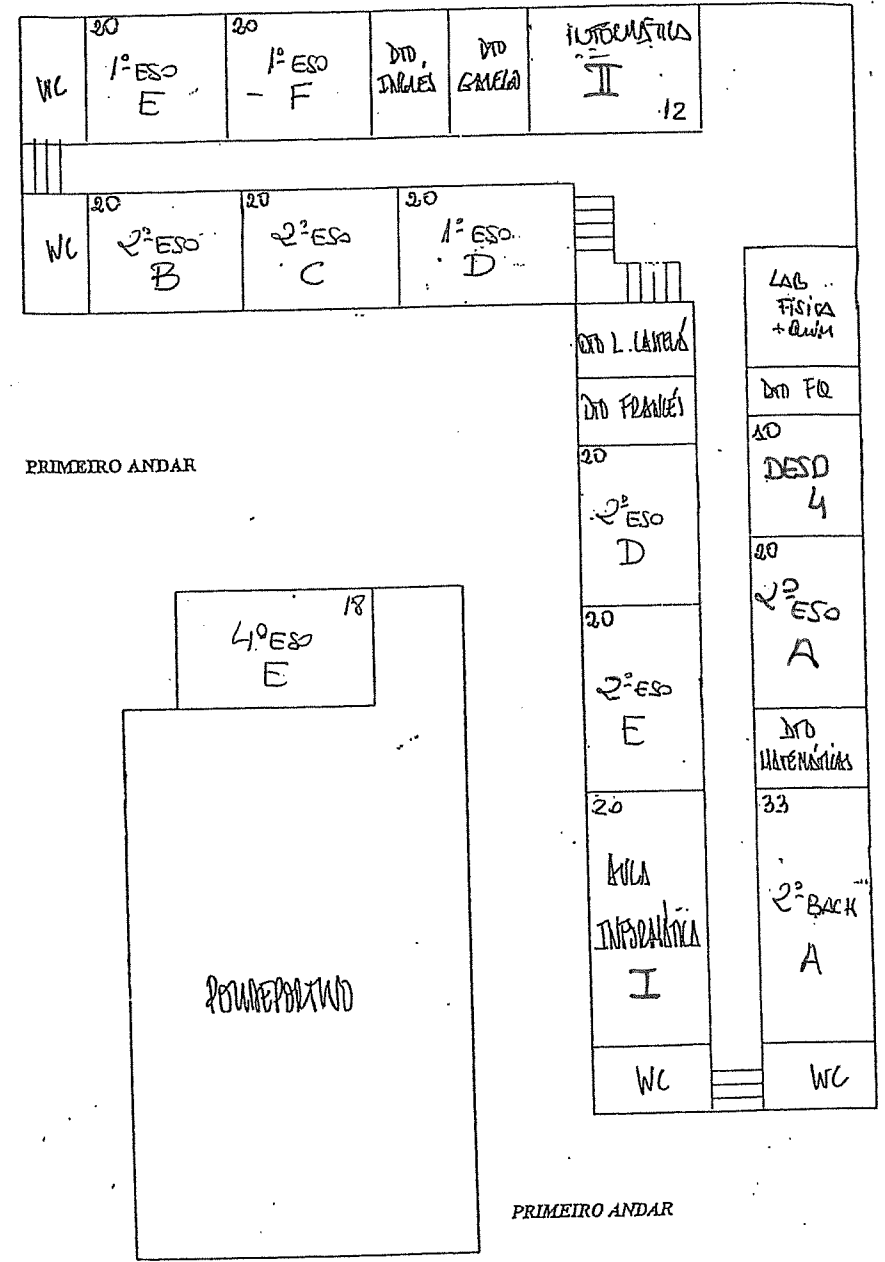 WC
20
1º ESO
E
20
1º ESO
F
DTO.
INGLÉS
DTO
GALEGO
INFORMÁTICA
II
12
WC
20
2º ESO
B
20
2º ESO
C
20
1º ESO
D
LAB
FÍSICA
+ QUÍM
DTO L. CASTELÁ
DTO FRANCÉS
DTO FQ
10
DESD
4
PRIMEIRO ANDAR
20
2º ESO
D
20
2º ESO
A
18
4º ESO
E
20
2º ESO
E
DTO
MATEMÁTICAS
20
AULA
INFORMÁTICA
I
33
2º BACH
A
POLIDEPORTIVO
WC
WC
PRIMEIRO ANDAR